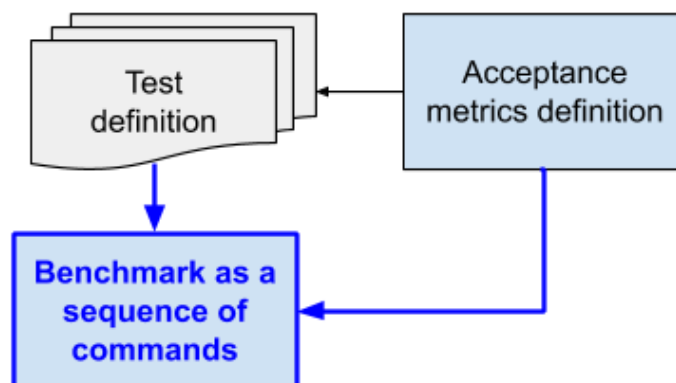 Test
definition
Acceptance
metrics definition
Benchmark as a
sequence of
commands